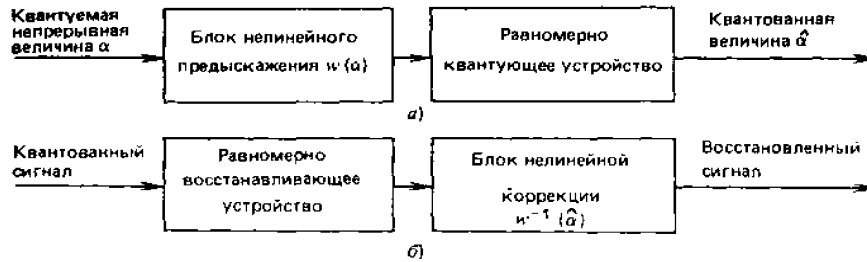 Квантуемая
непрерывная
величина α
Блок нелинейного
предыскажения w (α)
Равномерно
квантующее устройство
Квантованная
величина α̂
а)
Квантованный
сигнал
Равномерно
восстанавливающее
устройство
Блок нелинейной
коррекции
w⁻¹ (α̂)
Восстановленный
сигнал
б)